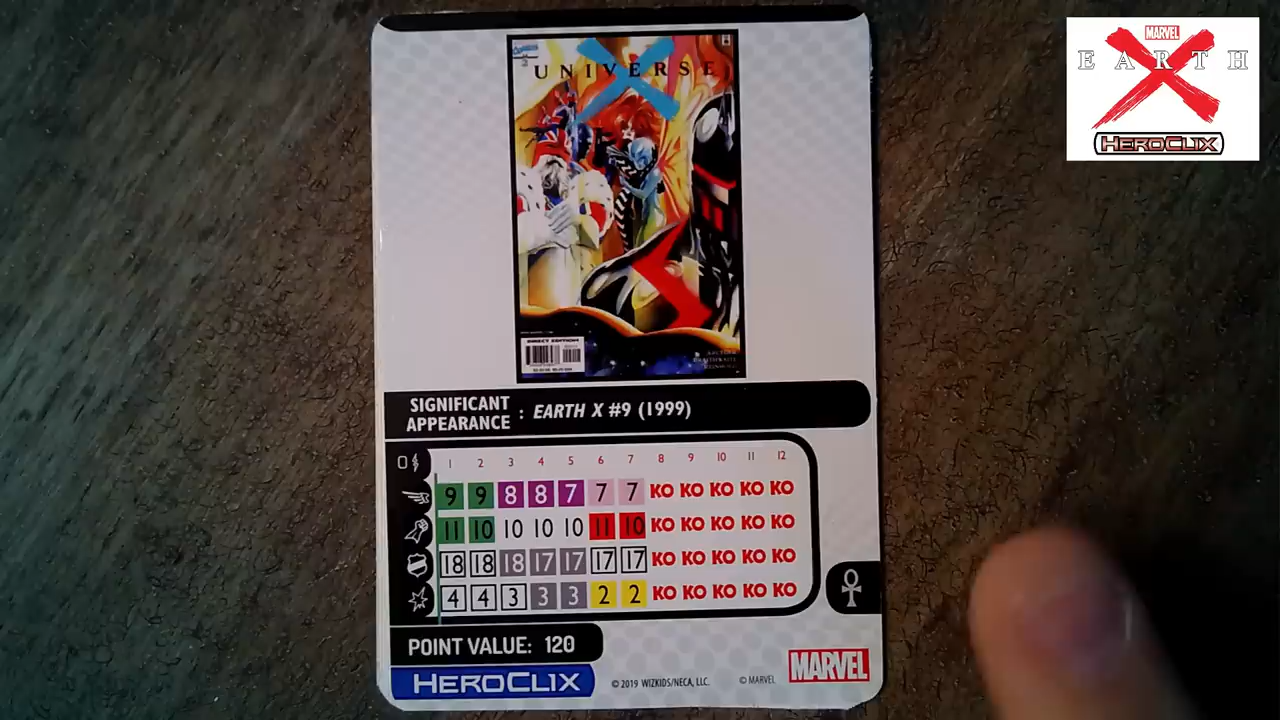 MARVEL
EARTH
X
HEROCLIX
UNIVERSE
X
DIRECT EDITION
SIGNIFICANT
APPEARANCE : EARTH X #9 (1999)
0 1 2 3 4 5 6 7 8 9 10 11 12
9 9 8 8 7 7 7 KO KO KO KO KO
11 10 10 10 10 11 10 KO KO KO KO KO
18 18 18 17 17 17 17 KO KO KO KO KO
4 4 3 3 3 2 2 KO KO KO KO KO
POINT VALUE: 120
HEROCLIX © 2019 WIZKIDS/NECA, LLC. © MARVEL MARVEL